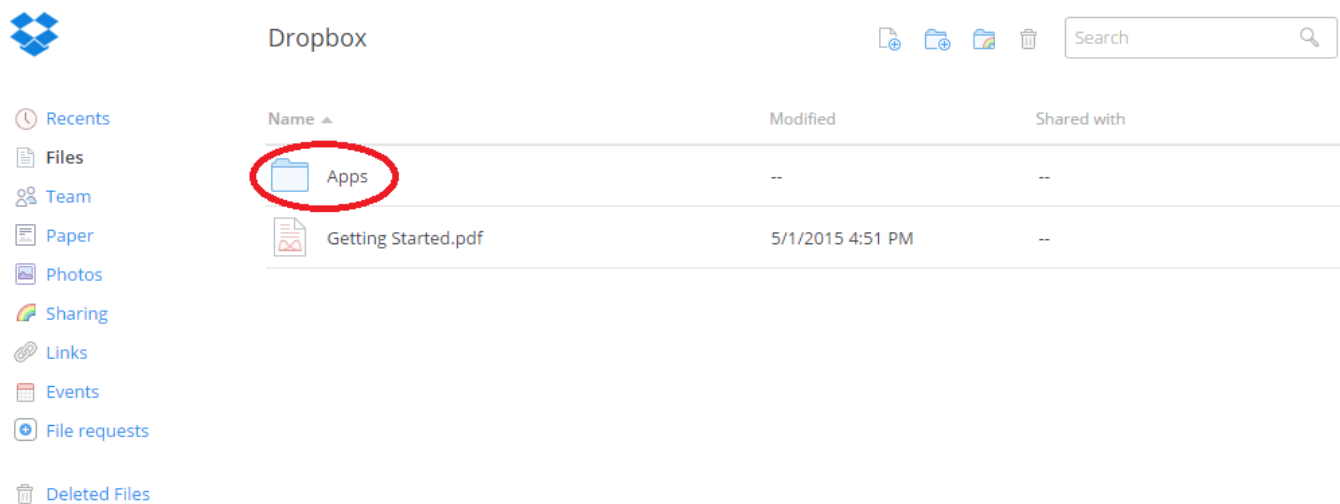 Dropbox
Search
Recents
Files
Team
Paper
Photos
Sharing
Links
Events
File requests
Deleted Files
Name Modified Shared with
Apps -- --
Getting Started.pdf 5/1/2015 4:51 PM --